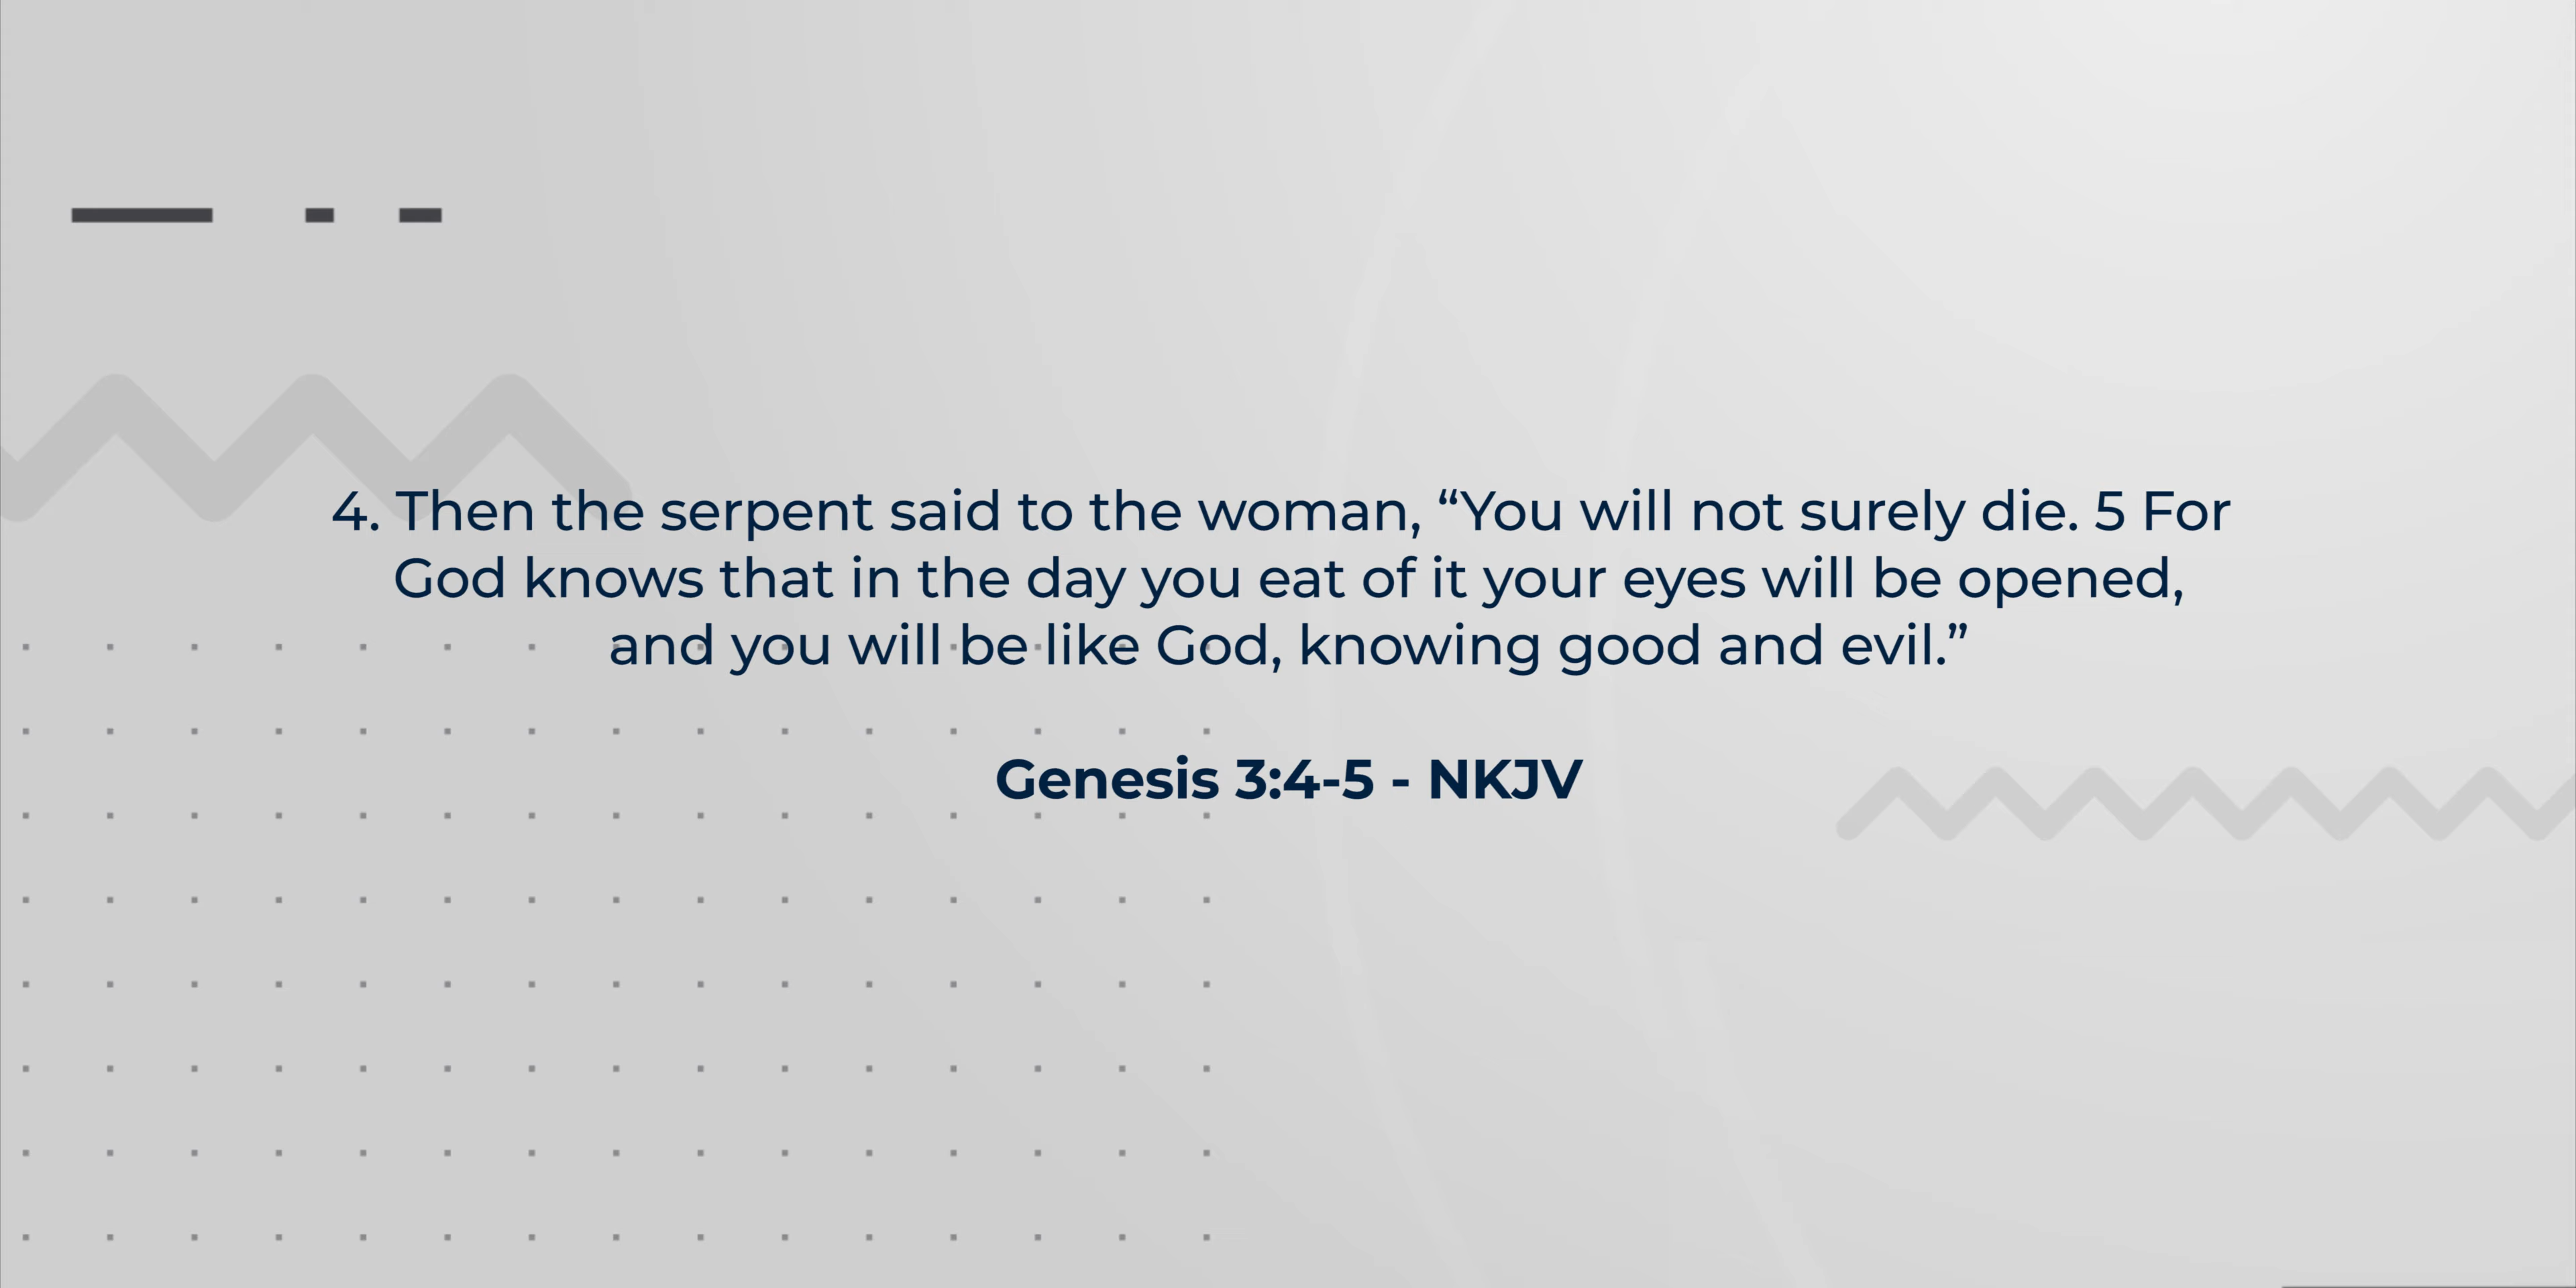 4. Then the serpent said to the woman, “You will not surely die. 5 For
God knows that in the day you eat of it your eyes will be opened,
and you will be like God, knowing good and evil.”
Genesis 3:4-5 - NKJV